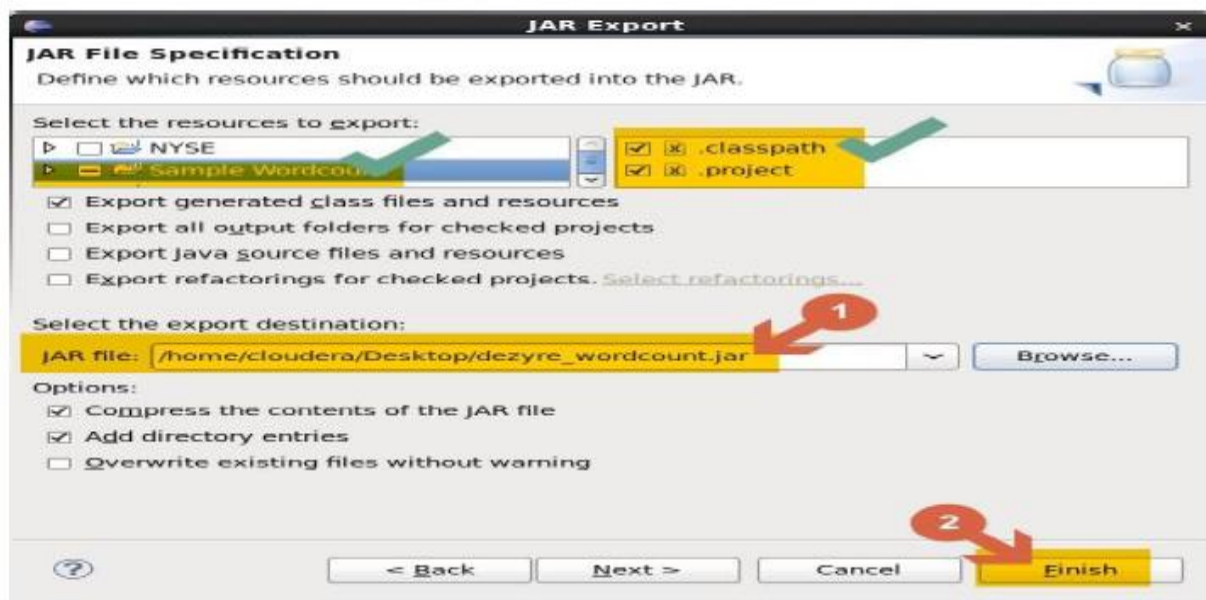 JAR Export
JAR File Specification
Define which resources should be exported into the JAR.
Select the resources to export:
NYSE
Sample Wordcou
.classpath
.project
Export generated class files and resources
Export all output folders for checked projects
Export Java source files and resources
Export refactorings for checked projects. Select refactorings...
1
Select the export destination:
JAR file: /home/cloudera/Desktop/dezyre_wordcount.jar
Browse...
Options:
Compress the contents of the JAR file
Add directory entries
Overwrite existing files without warning
2
? < Back Next > Cancel Finish